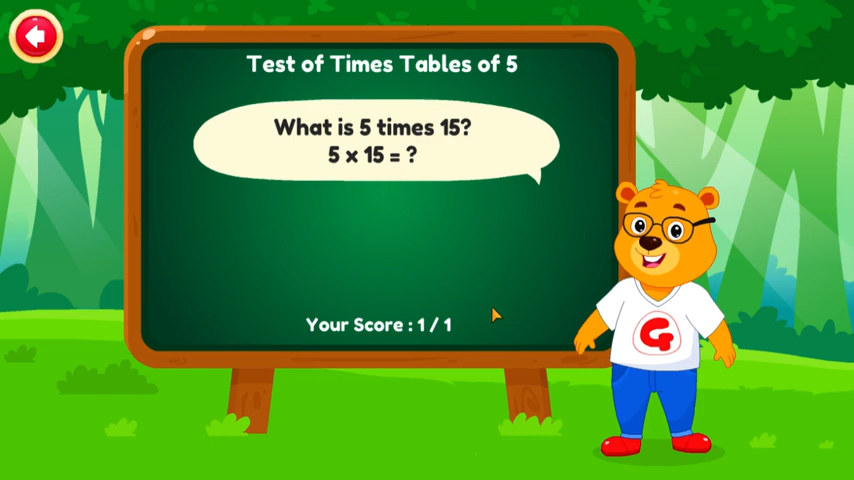 Test of Times Tables of 5
What is 5 times 15?
5 x 15 = ?
Your Score : 1 / 1
G